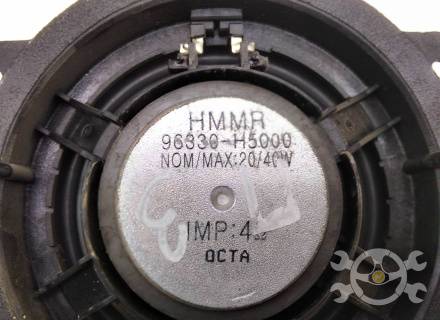 HMMR
96330-H5000
NOM/MAX:20/40W
IMP:4Ω
OCTA